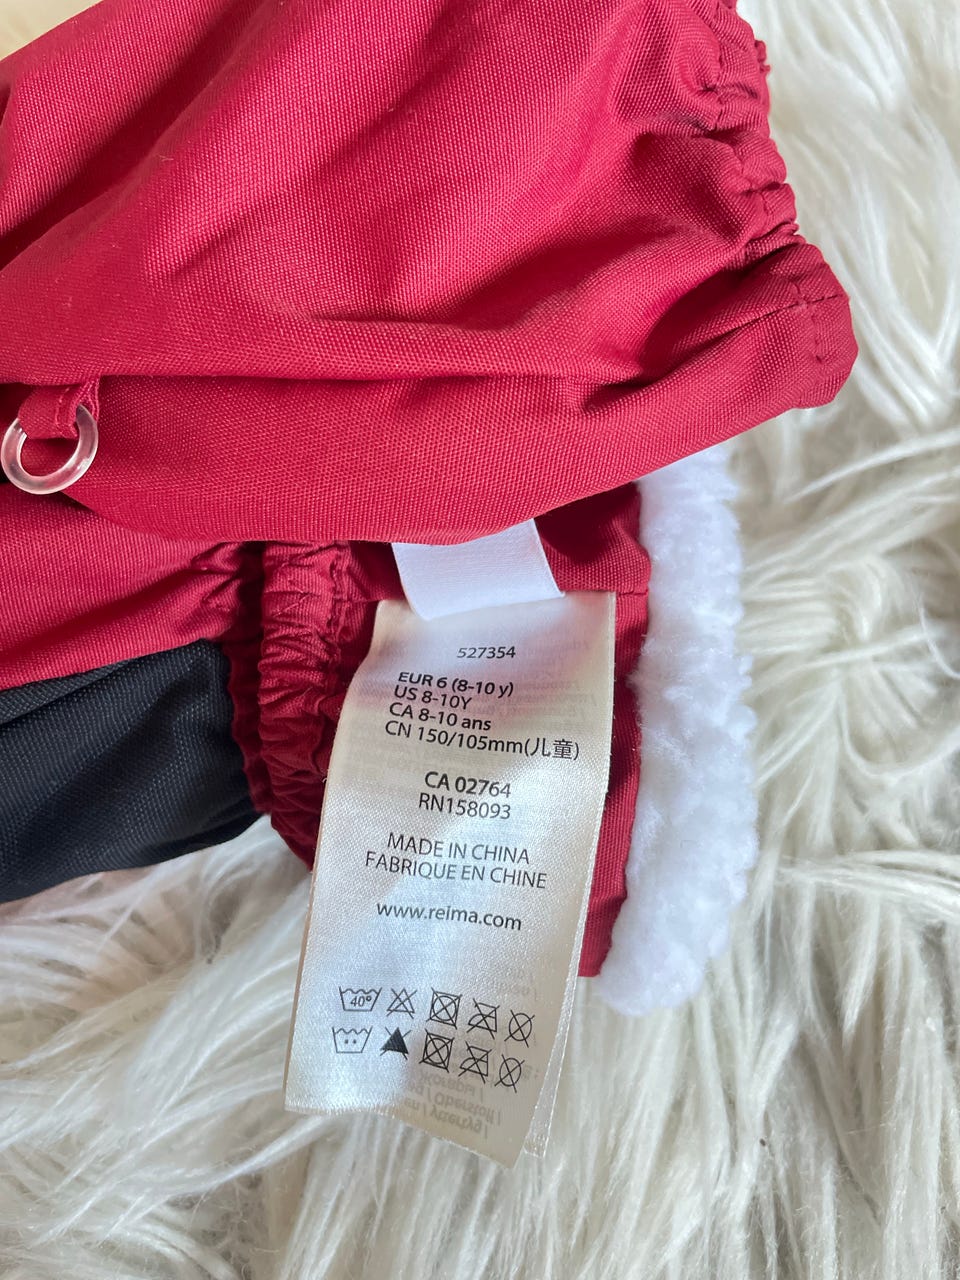 527354
EUR 6 (8-10 y)
US 8-10Y
CA 8-10 ans
CN 150/105mm(儿童)
CA 02764
RN158093
MADE IN CHINA
FABRIQUE EN CHINE
www.reima.com
40°